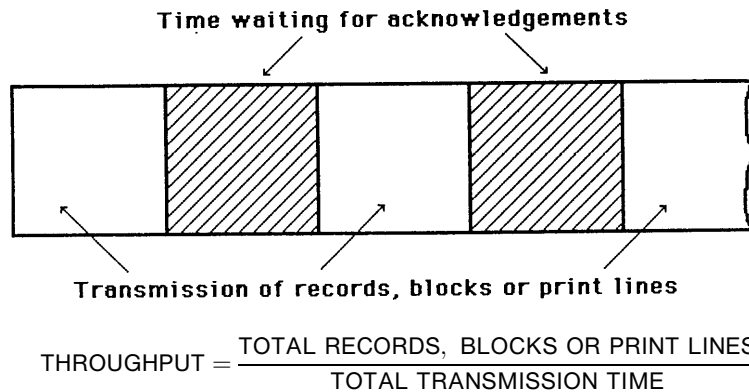 Time waiting for acknowledgements
Transmission of records, blocks or print lines
THROUGHPUT = TOTAL RECORDS, BLOCKS OR PRINT LINES
TOTAL TRANSMISSION TIME